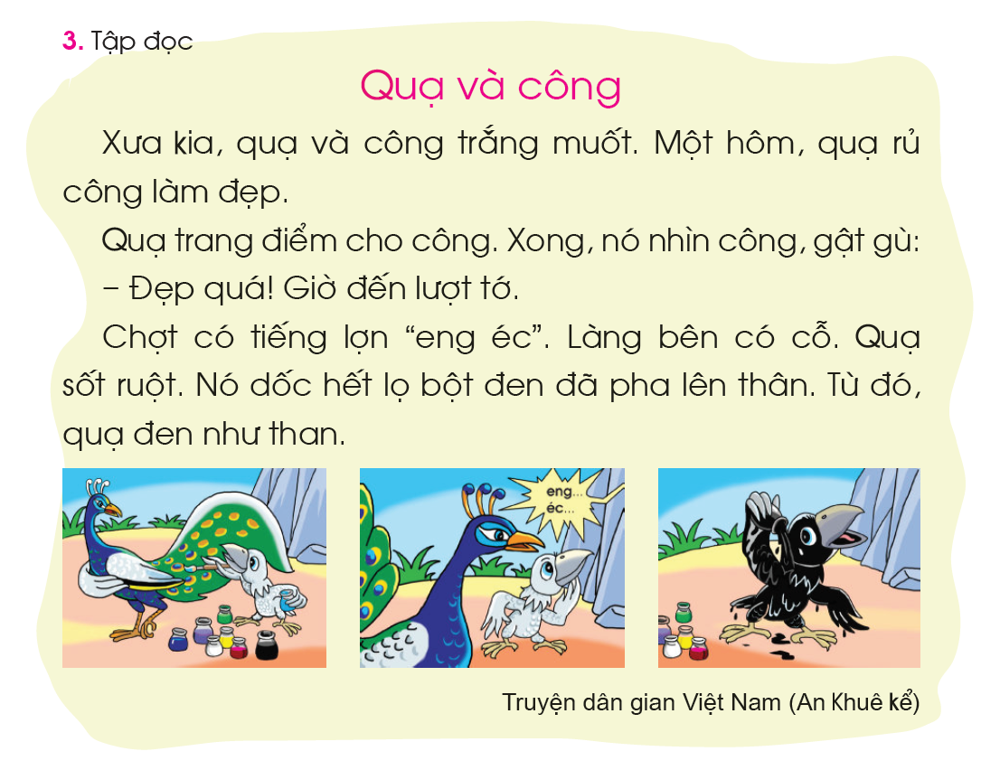 3. Tập đọc
Quạ và công
Xưa kia, quạ và công trắng muốt. Một hôm, quạ rủ
công làm đẹp.
Quạ trang điểm cho công. Xong, nó nhìn công, gật gù:
– Đẹp quá! Giờ đến lượt tớ.
Chợt có tiếng lợn “eng éc”. Làng bên có cỗ. Quạ
sốt ruột. Nó dốc hết lọ bột đen đã pha lên thân. Từ đó,
quạ đen như than.
eng...
éc...
Truyện dân gian Việt Nam (An Khuê kể)